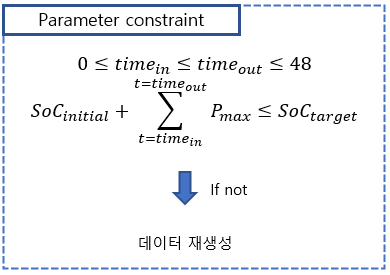 Parameter constraint
0 ≤ time_in ≤ time_out ≤ 48
SoC_initial + ∑_{t=time_in}^{t=time_out} P_max ≤ SoC_target
If not
데이터 재생성